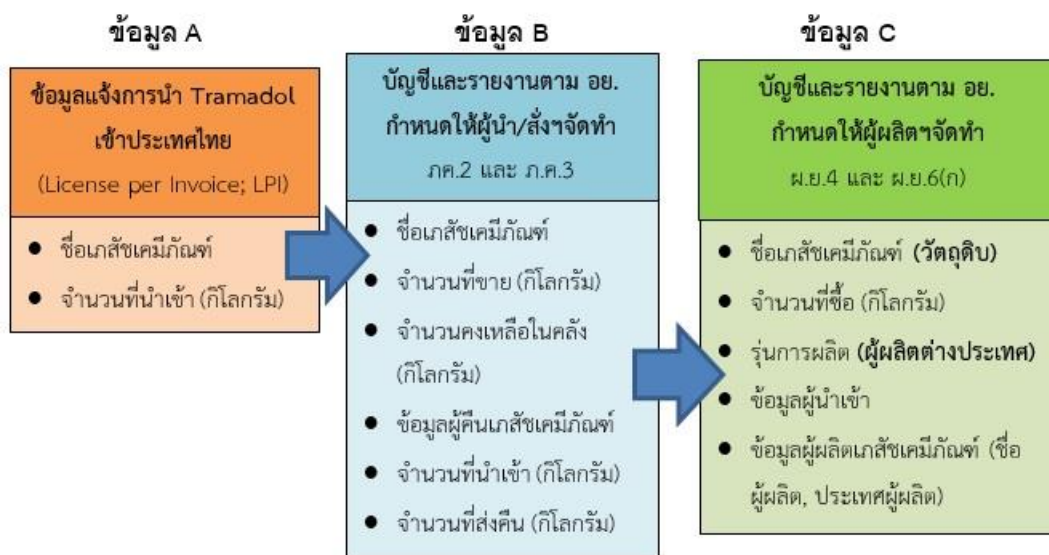 ข้อมูล A
ข้อมูลแจ้งการนำ Tramadol
เข้าประเทศไทย
(License per Invoice; LPI)
● ชื่อเภสัชเคมีภัณฑ์
● จำนวนที่นำเข้า (กิโลกรัม)
ข้อมูล B
บัญชีและรายงานตาม อย.
กำหนดให้ผู้นำ/สั่งฯจัดทำ
ภค.2 และ ภ.ค.3
● ชื่อเภสัชเคมีภัณฑ์
● จำนวนที่ขาย (กิโลกรัม)
● จำนวนคงเหลือในคลัง
(กิโลกรัม)
● ข้อมูลผู้คืนเภสัชเคมีภัณฑ์
● จำนวนที่นำเข้า (กิโลกรัม)
● จำนวนที่ส่งคืน (กิโลกรัม)
ข้อมูล C
บัญชีและรายงานตาม อย.
กำหนดให้ผู้ผลิตฯจัดทำ
ผ.ย.4 และ ผ.ย.6(ก)
● ชื่อเภสัชเคมีภัณฑ์ (วัตถุดิบ)
● จำนวนที่ซื้อ (กิโลกรัม)
● รุ่นการผลิต (ผู้ผลิตต่างประเทศ)
● ข้อมูลผู้นำเข้า
● ข้อมูลผู้ผลิตเภสัชเคมีภัณฑ์ (ชื่อ
ผู้ผลิต, ประเทศผู้ผลิต)